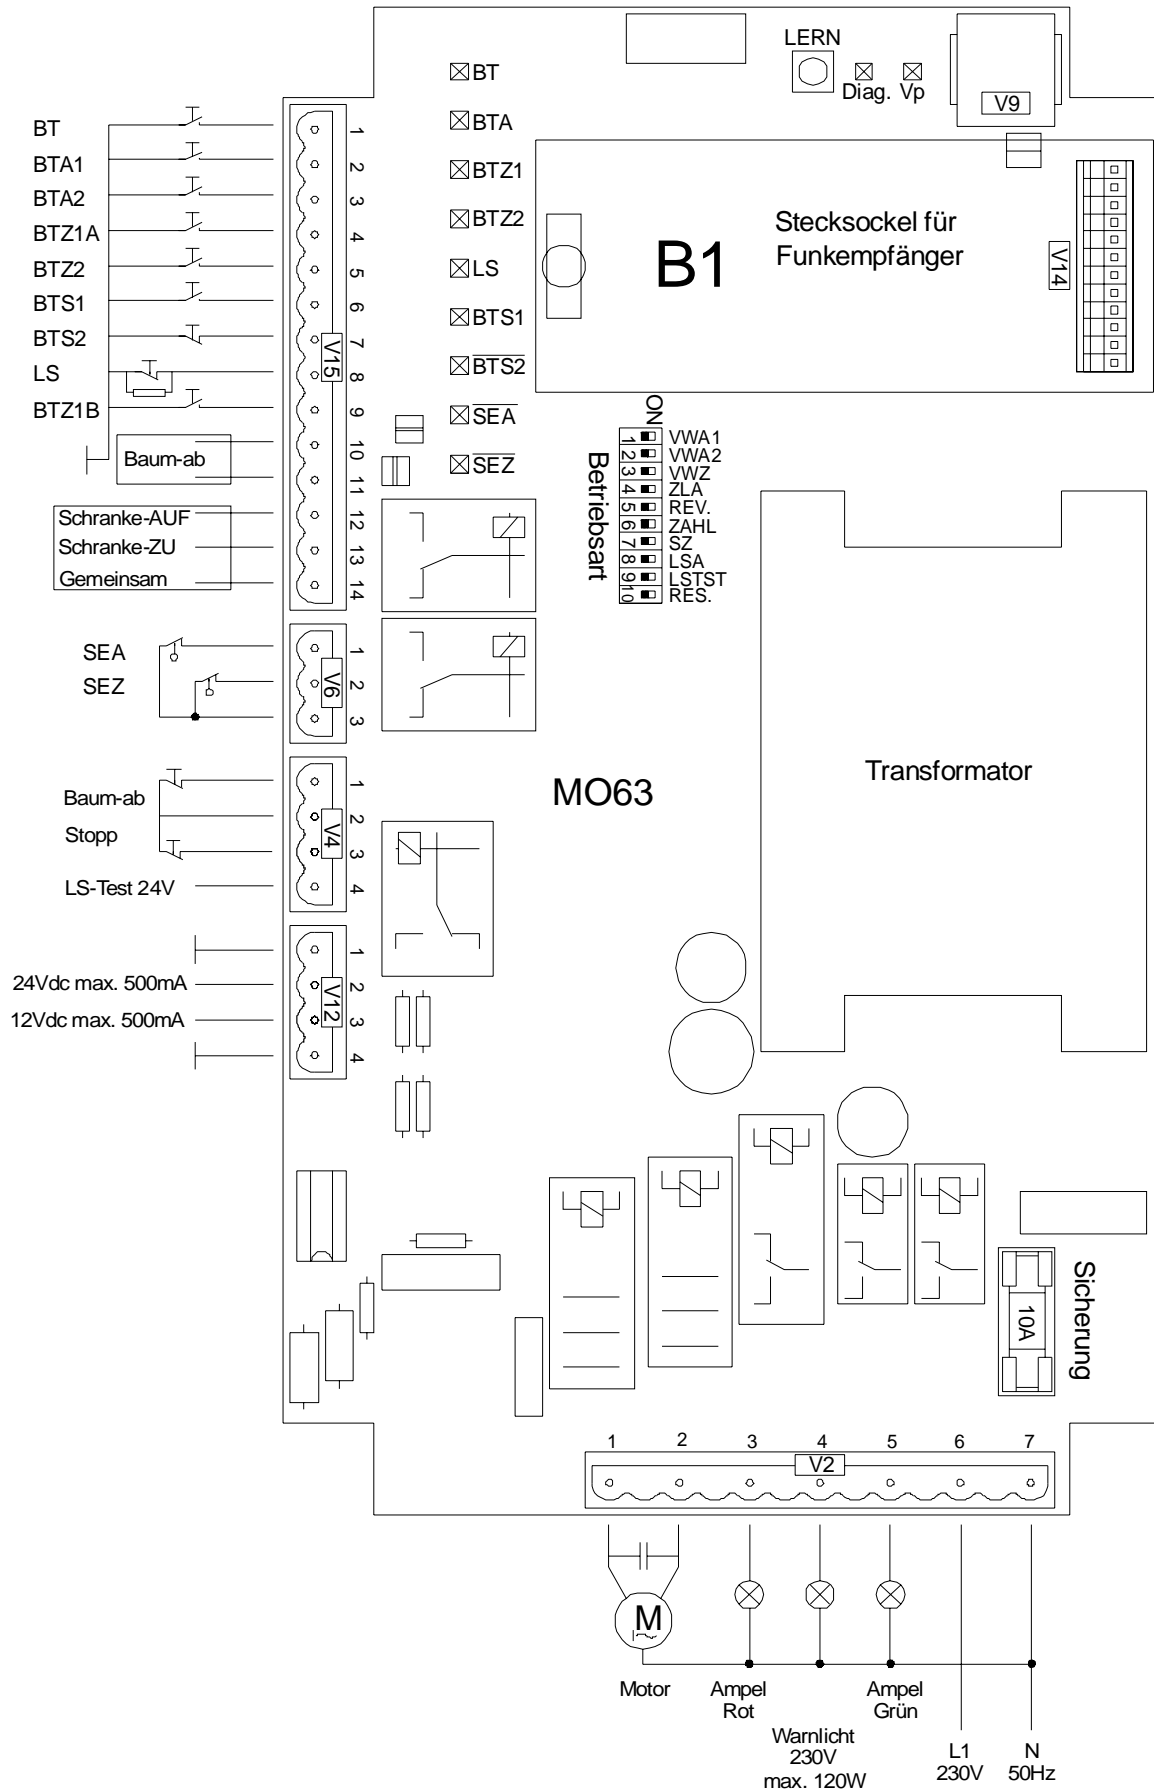 LERN
Diag. Vp
V9
BT
BTA
BTZ1
BTZ2
LS
BTS1
BTS2
SEA
SEZ
B1
Stecksockel für
Funkempfänger
V14
BT
BTA1
BTA2
BTZ1A
BTZ2
BTS1
BTS2
LS
BTZ1B
Baum-ab
Schranke-AUF
Schranke-ZU
Gemeinsam
1
2
3
4
5
6
7
8
9
10
11
12
13
14
V15
ON
Betriebsart
1 VWA1
2 VWA2
3 VWZ
4 ZLA
5 REV.
6 ZAHL
7 SZ
8 LSA
9 LSTST
10 RES.
SEA
SEZ
1
2
3
V6
MO63
Transformator
Baum-ab
Stopp
LS-Test 24V
1
2
3
4
V4
24Vdc max. 500mA
12Vdc max. 500mA
1
2
3
4
V12
Sicherung
10A
1 2 3 4 5 6 7
V2
M
Motor
Ampel
Rot
Warnlicht
230V
max. 120W
Ampel
Grün
L1
230V
N
50Hz